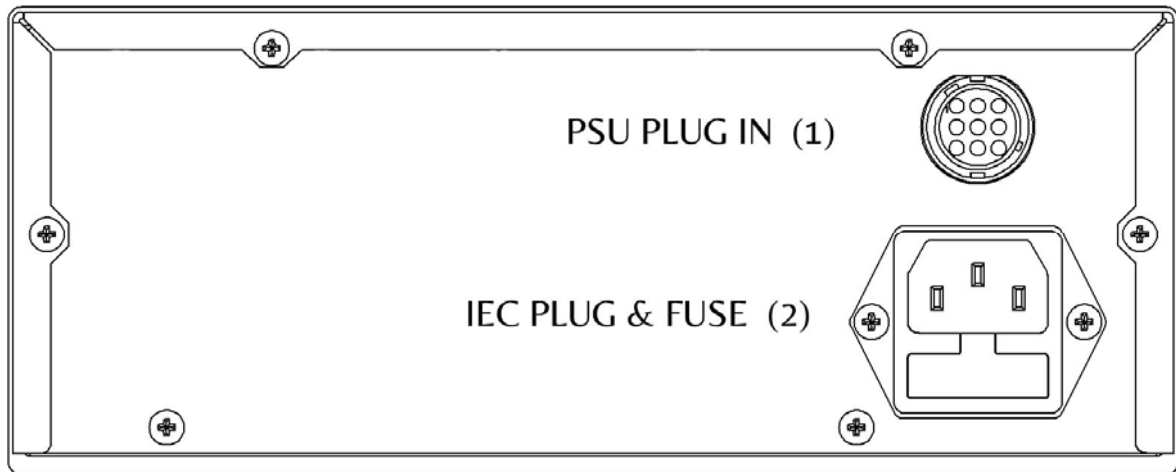 PSU PLUG IN (1)
IEC PLUG & FUSE (2)